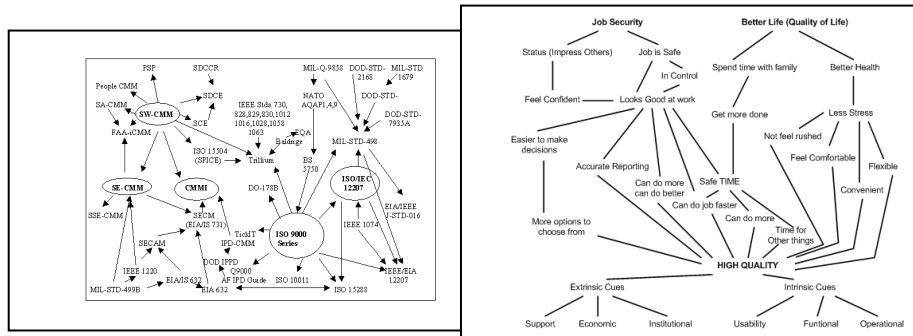 PSP
SDCCR
MIL-Q-9858
DOD-STD-
2168
MIL-STD
1679
People CMM
SDCE
NATO
AQAP1,4,9
DOD-STD-
SA-CMM
SW-CMM
SCE
IEEE Stds 730,
828,829,830,1012
1016,1028,1058
1063
DOD-STD-
7935A
FAA-iCMM
EQA
Baldrige
MIL-STD-498
ISO 15504
(SPICE)
Trillium
BS
5750
SE-CMM
CMMI
DO-178B
ISO/IEC
12207
SSE-CMM
SECM
(EIA/IS 731)
ISO 9000
Series
EIA/IEEE
J-STD-016
TickIT
IEEE 1074
IPD-CMM
SECAM
DOD IPPD
IEEE 1220
Q9000
IEEE/EIA
12207
EIA/IS 632
AF IPD Guide
ISO 10011
MIL-STD-499B
EIA 632
ISO 15288
Job Security
Better Life (Quality of Life)
Status (Impress Others)
Job is Safe
Spend time with family
Better Health
In Control
Feel Confident
Looks Good at work
Get more done
Less Stress
Easier to make
decisions
Not feel rushed
Accurate Reporting
Feel Comfortable
Flexible
Can do more
can do better
Safe TIME
Convenient
Can do job faster
More options to
choose from
Can do more
Time for
Other things
HIGH QUALITY
Extrinsic Cues
Intrinsic Cues
Support
Economic
Institutional
Usability
Funtional
Operational